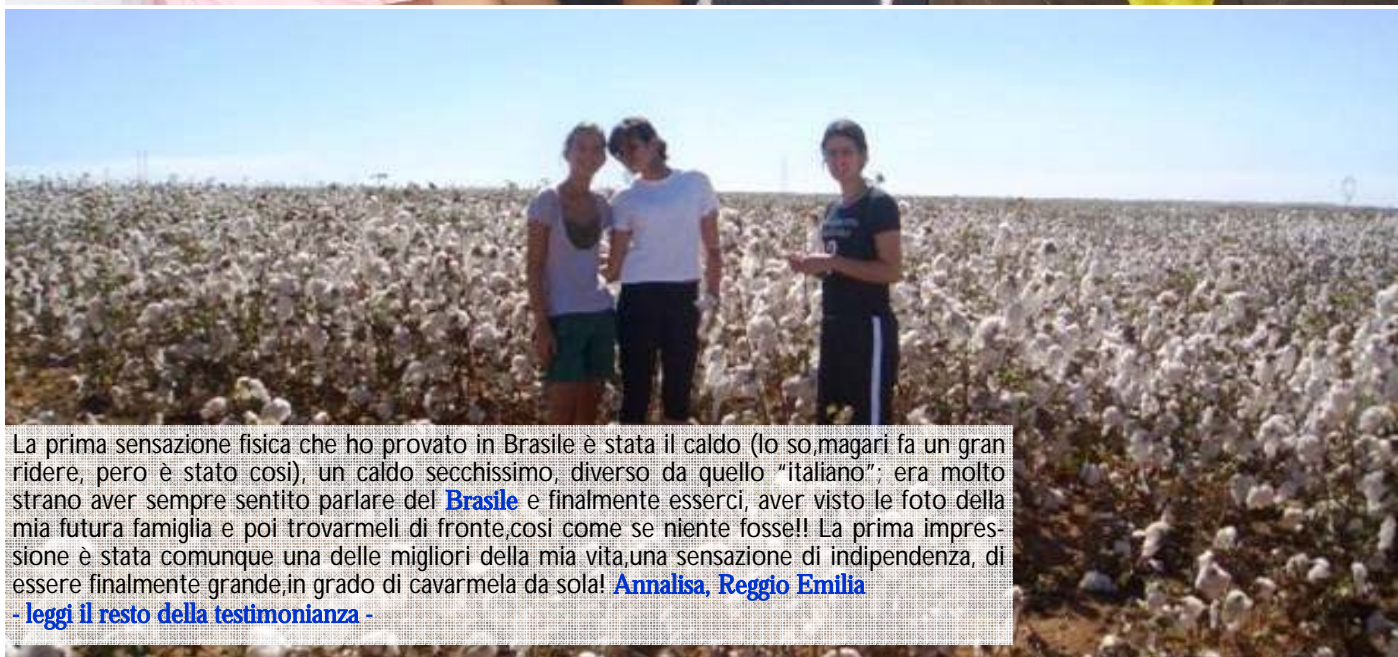 La prima sensazione fisica che ho provato in Brasile è stata il caldo (lo so,magari fa un gran
ridere, pero è stato cosi), un caldo secchissimo, diverso da quello “italiano”; era molto
strano aver sempre sentito parlare del Brasile e finalmente esserci, aver visto le foto della
mia futura famiglia e poi trovarmeli di fronte,cosi come se niente fosse!! La prima impres-
sione è stata comunque una delle migliori della mia vita,una sensazione di indipendenza, di
essere finalmente grande,in grado di cavarmela da sola! Annalisa, Reggio Emilia
- leggi il resto della testimonianza -